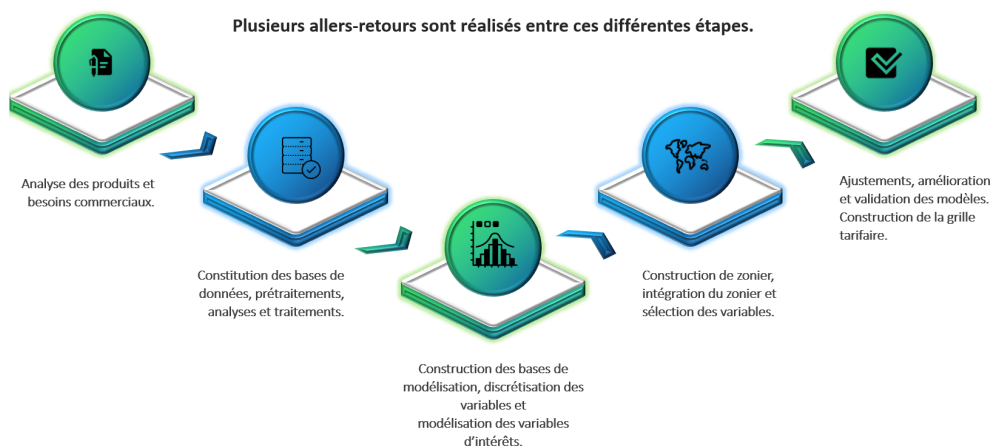 Plusieurs allers-retours sont réalisés entre ces différentes étapes.
Analyse des produits et
besoins commerciaux.
Constitution des bases de
données, prétraitements,
analyses et traitements.
Construction des bases de
modélisation, discrétisation des
variables et
modélisation des variables
d'intérêts.
Construction de zonier,
intégration du zonier et
sélection des variables.
Ajustements, amélioration
et validation des modèles.
Construction de la grille
tarifaire.